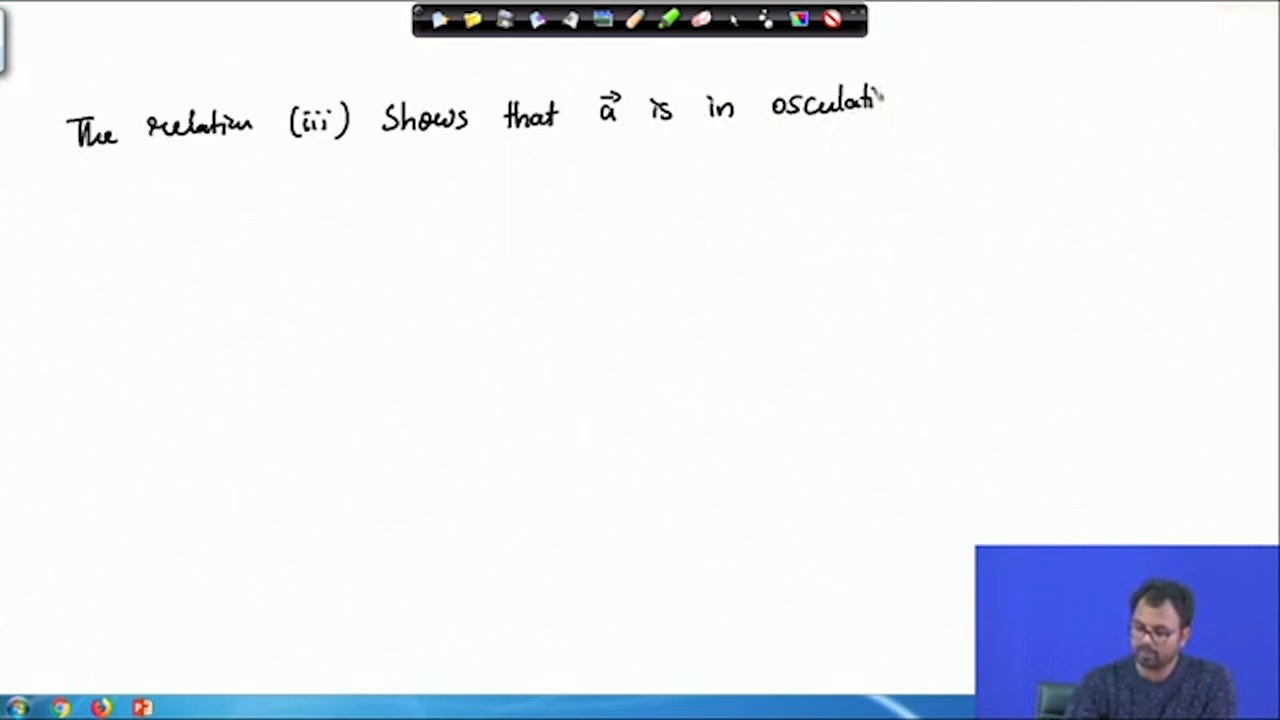 The relation (iii) shows that a⃗ is in osculati